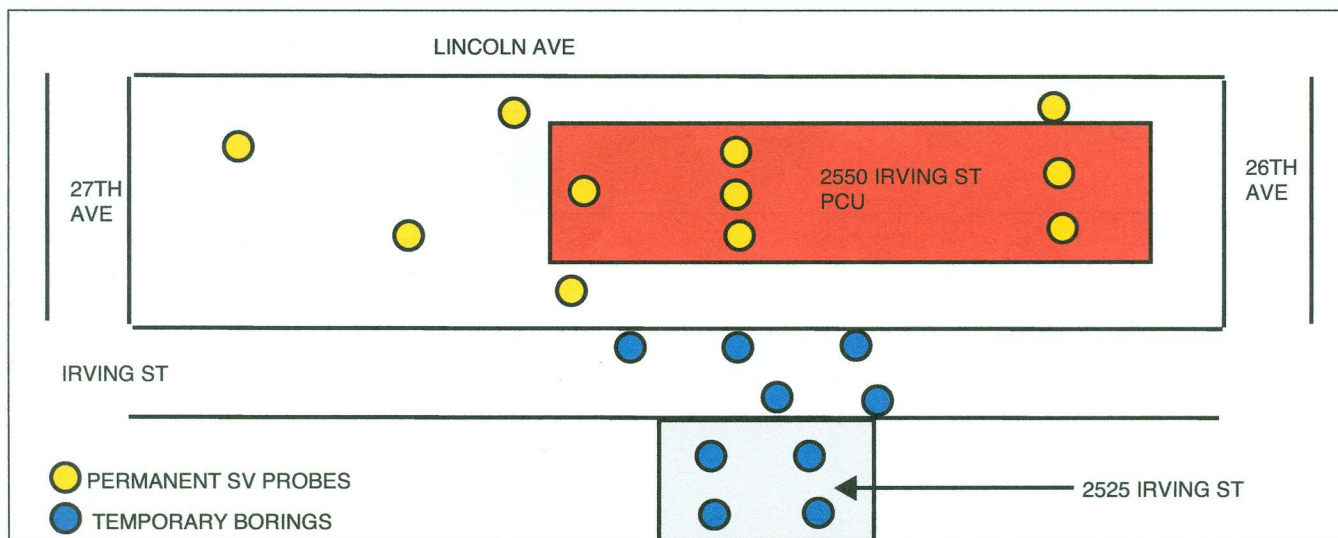 LINCOLN AVE
27TH
AVE
2550 IRVING ST
PCU
26TH
AVE
IRVING ST
PERMANENT SV PROBES
TEMPORARY BORINGS
2525 IRVING ST